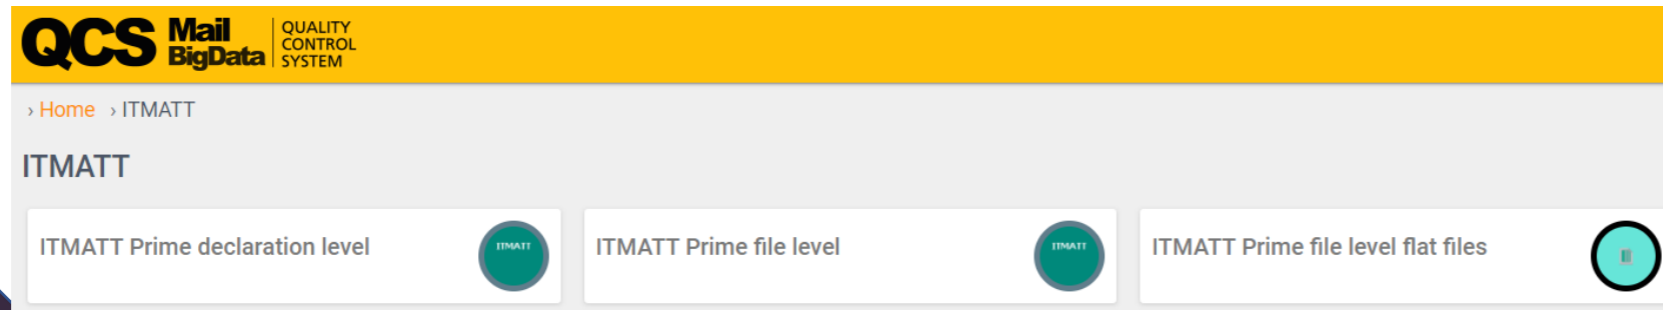 QCS Mail BigData QUALITY CONTROL SYSTEM
› Home › ITMATT
ITMATT
ITMATT Prime declaration level ITMATT
ITMATT Prime file level ITMATT
ITMATT Prime file level flat files